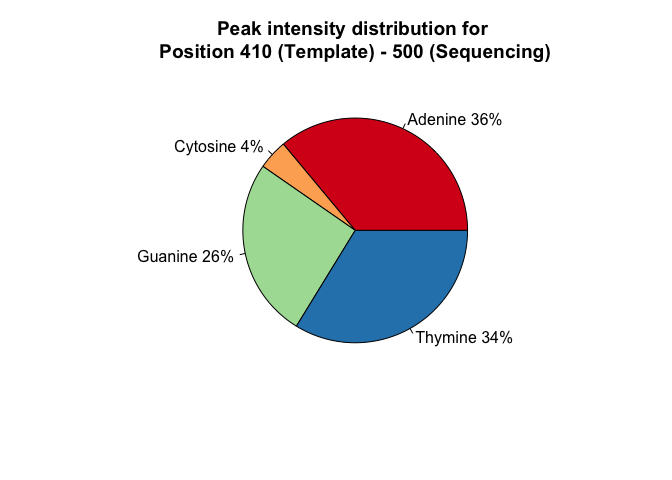 Peak intensity distribution for
Position 410 (Template) - 500 (Sequencing)
Adenine 36%
Cytosine 4%
Guanine 26%
Thymine 34%